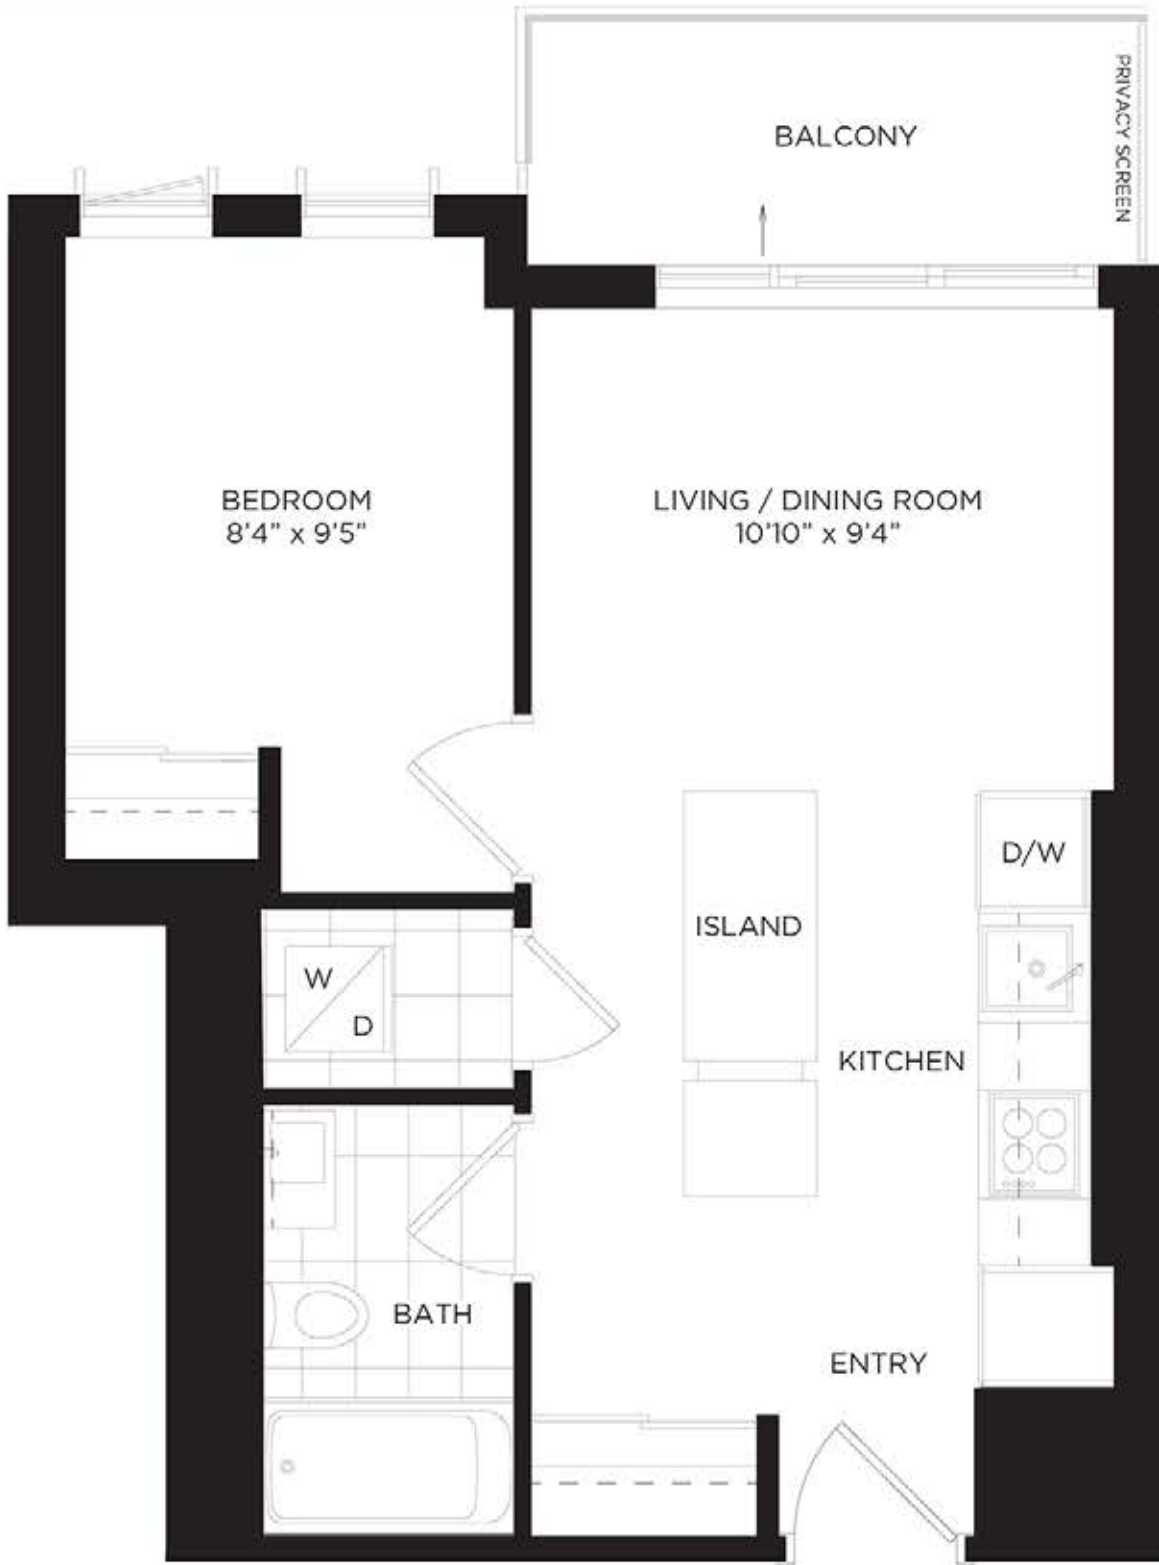 BALCONY
PRIVACY SCREEN
BEDROOM
8'4" x 9'5"
LIVING / DINING ROOM
10'10" x 9'4"
D/W
ISLAND
W
D
KITCHEN
BATH
ENTRY